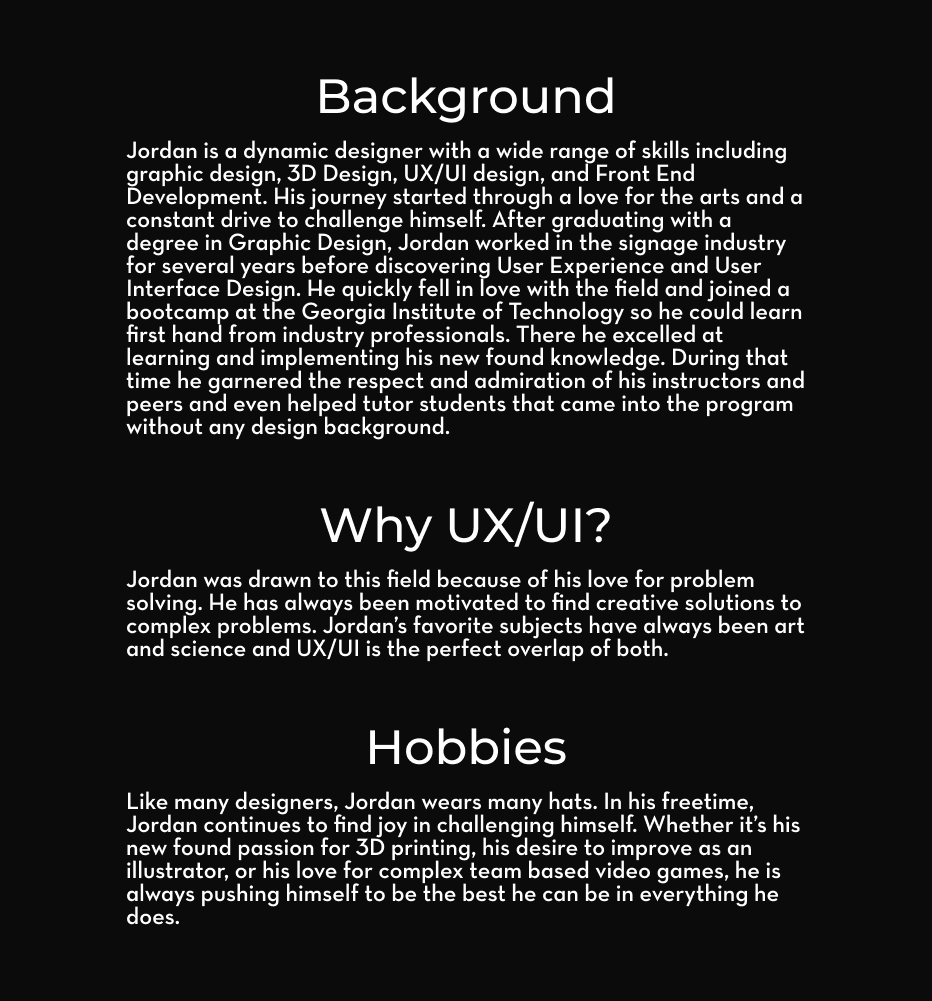 Background
Jordan is a dynamic designer with a wide range of skills including
graphic design, 3D Design, UX/UI design, and Front End
Development. His journey started through a love for the arts and a
constant drive to challenge himself. After graduating with a
degree in Graphic Design, Jordan worked in the signage industry
for several years before discovering User Experience and User
Interface Design. He quickly fell in love with the field and joined a
bootcamp at the Georgia Institute of Technology so he could learn
first hand from industry professionals. There he excelled at
learning and implementing his new found knowledge. During that
time he garnered the respect and admiration of his instructors and
peers and even helped tutor students that came into the program
without any design background.
Why UX/UI?
Jordan was drawn to this field because of his love for problem
solving. He has always been motivated to find creative solutions to
complex problems. Jordan’s favorite subjects have always been art
and science and UX/UI is the perfect overlap of both.
Hobbies
Like many designers, Jordan wears many hats. In his freetime,
Jordan continues to find joy in challenging himself. Whether it’s his
new found passion for 3D printing, his desire to improve as an
illustrator, or his love for complex team based video games, he is
always pushing himself to be the best he can be in everything he
does.